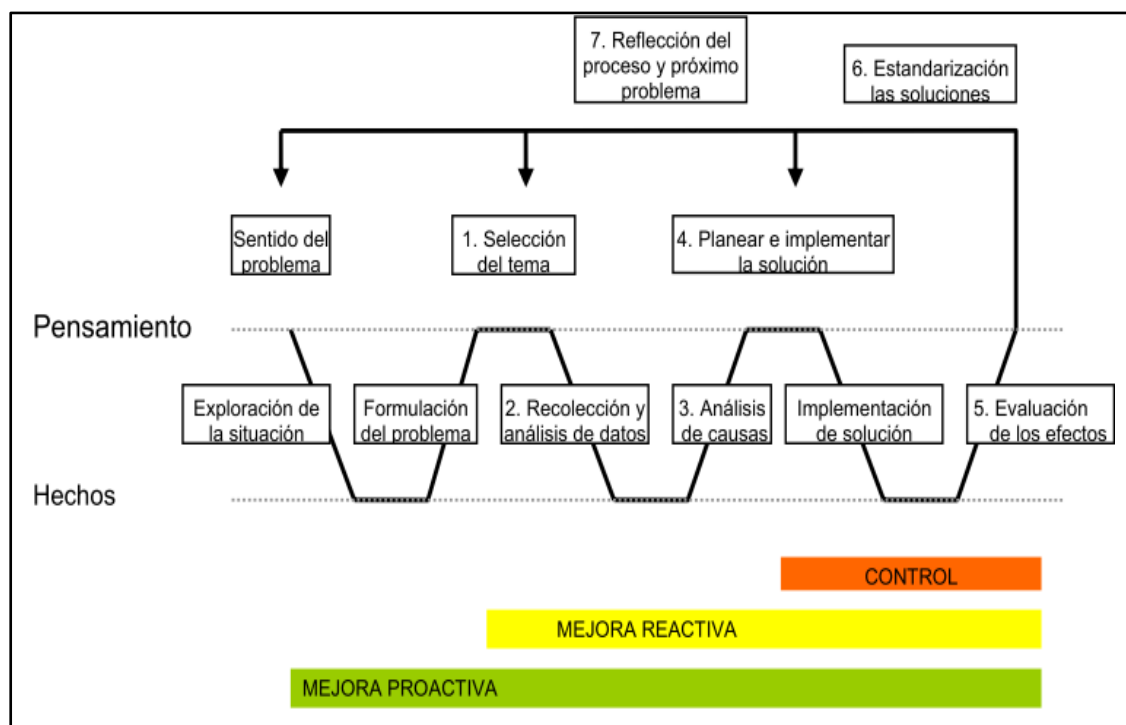 7. Reflección del
proceso y próximo
problema
6. Estandarización
las soluciones
Sentido del
problema
1. Selección
del tema
4. Planear e implementar
la solución
Pensamiento
Exploración de
la situación
Formulación
del problema
2. Recolección y
análisis de datos
3. Análisis
de causas
Implementación
de solución
5. Evaluación
de los efectos
Hechos
CONTROL
MEJORA REACTIVA
MEJORA PROACTIVA